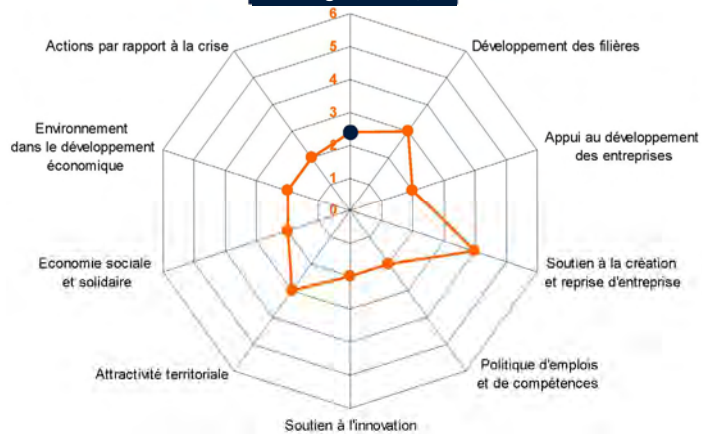 6
5
4
3
2
1
0
Développement des filières
Appui au développement
des entreprises
Soutien à la création
et reprise d'entreprise
Politique d'emplois
et de compétences
Soutien à l'innovation
Attractivité territoriale
Economie sociale
et solidaire
Environnement
dans le développement
économique
Actions par rapport à la crise